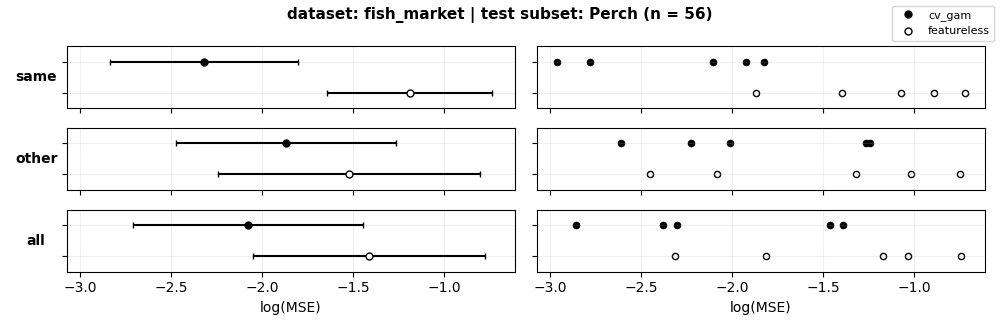 dataset: fish_market | test subset: Perch (n = 56)
cv_gam
featureless
same
other
all
−3.0 −2.5 −2.0 −1.5 −1.0
−3.0 −2.5 −2.0 −1.5 −1.0
log(MSE)
log(MSE)